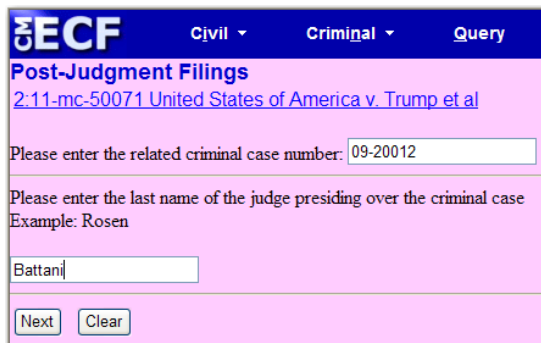 CM ECF Civil Criminal Query
Post-Judgment Filings
2:11-mc-50071 United States of America v. Trump et al
Please enter the related criminal case number: 09-20012
Please enter the last name of the judge presiding over the criminal case
Example: Rosen
Battani
Next Clear